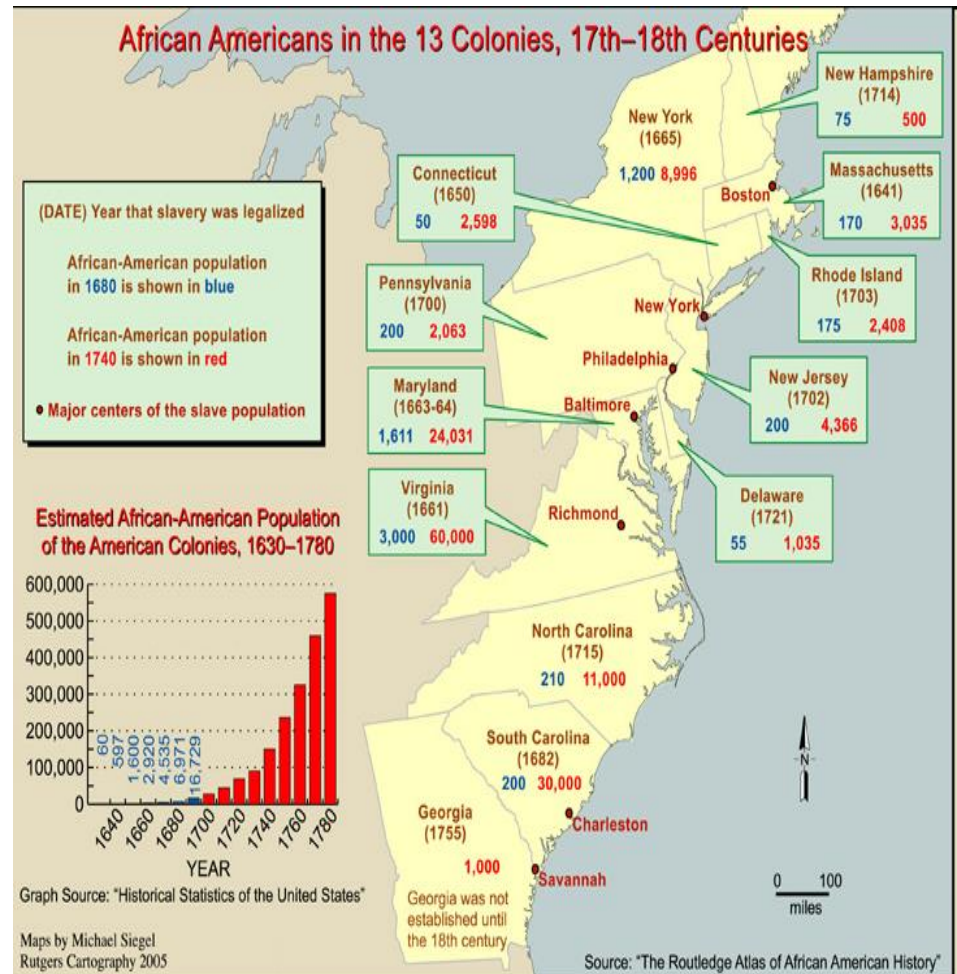 African Americans in the 13 Colonies, 17th–18th Centuries
New Hampshire
(1714)
75 500
New York
(1665)
1,200 8,996
Connecticut
(1650)
50 2,598
Massachusetts
(1641)
170 3,035
Boston
(DATE) Year that slavery was legalized
African-American population
in 1680 is shown in blue
African-American population
in 1740 is shown in red
Major centers of the slave population
Rhode Island
(1703)
175 2,408
Pennsylvania
(1700)
200 2,063
New York
Philadelphia
New Jersey
(1702)
200 4,366
Maryland
(1663-64)
1,611 24,031
Baltimore
Virginia
(1661)
3,000 60,000
Richmond
Delaware
(1721)
55 1,035
Estimated African-American Population
of the American Colonies, 1630–1780
600,000
500,000
400,000
300,000
200,000
100,000
0
60
597
1,600
2,920
4,535
6,971
16,729
1640
1660
1680
1700
1720
1740
1760
1780
YEAR
Graph Source: "Historical Statistics of the United States"
North Carolina
(1715)
210 11,000
South Carolina
(1682)
200 30,000
Charleston
Georgia
(1755)
1,000
Savannah
Georgia was not
established until
the 18th century
N
0 100
miles
Maps by Michael Siegel
Rutgers Cartography 2005
Source: "The Routledge Atlas of African American History"